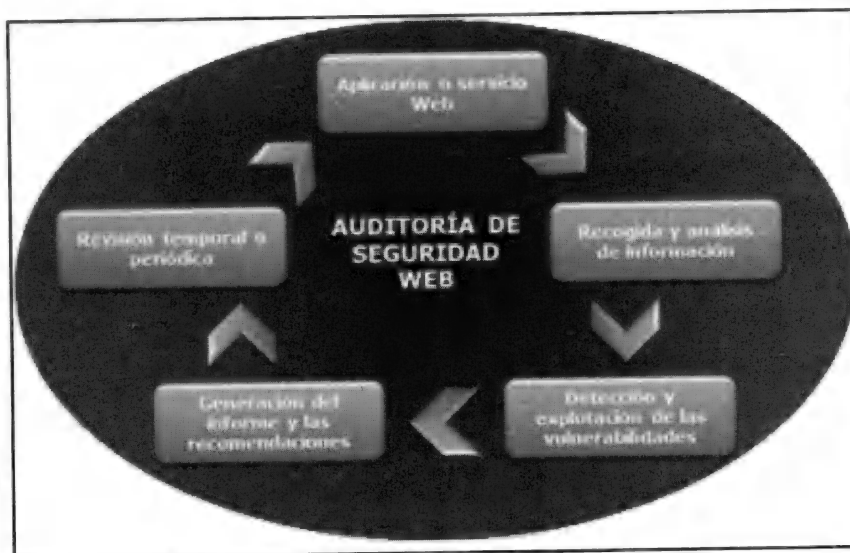 Aplicación o servicio
Web
AUDITORÍA DE
SEGURIDAD
WEB
Recogida y análisis
de información
Detección y
explotación de las
vulnerabilidades
Generación del
informe y las
recomendaciones
Revisión temporal o
periódica